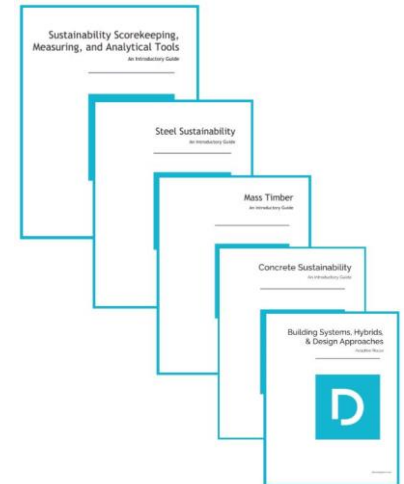 Sustainability Scorekeeping,
Measuring, and Analytical Tools
An Introductory Guide
Steel Sustainability
An Introductory Guide
Mass Timber
An Introductory Guide
Concrete Sustainability
An Introductory Guide
Building Systems, Hybrids,
& Design Approaches
D